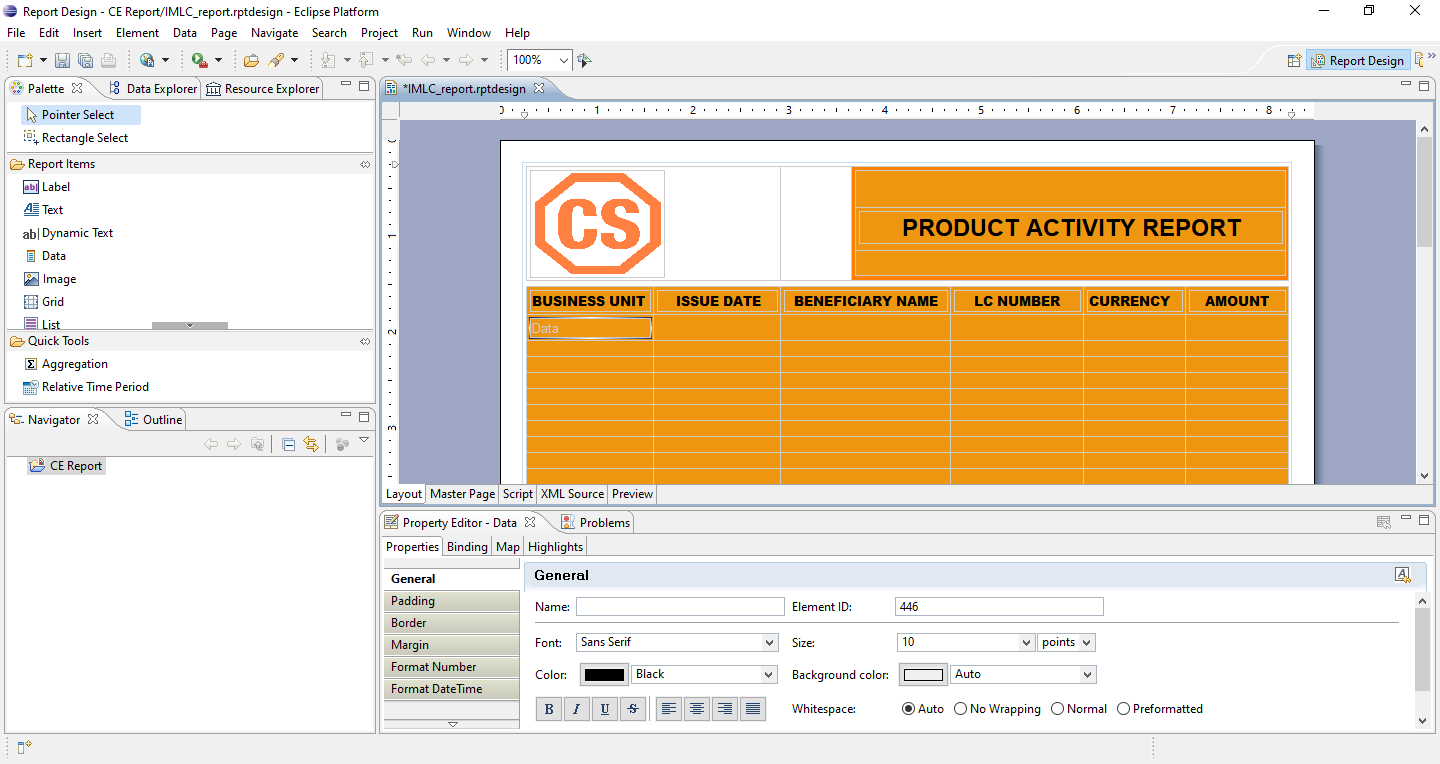 Report Design - CE Report/IMLC_report.rptdesign - Eclipse Platform
File Edit Insert Element Data Page Navigate Search Project Run Window Help
100% Report Design
Palette Data Explorer Resource Explorer
Pointer Select
Rectangle Select
Report Items
ab| Label
Text
ab| Dynamic Text
Data
Image
Grid
List
Quick Tools
Σ Aggregation
Relative Time Period
Navigator Outline
CE Report
*IMLC_report.rptdesign
0 1 2 3 4 5 6 7 8
1
2
3
CS
PRODUCT ACTIVITY REPORT
BUSINESS UNIT ISSUE DATE BENEFICIARY NAME LC NUMBER CURRENCY AMOUNT
Data
Layout Master Page Script XML Source Preview
Property Editor - Data Problems
Properties Binding Map Highlights
General
Padding
Border
Margin
Format Number
Format DateTime
General
Name: Element ID: 446
Font: Sans Serif Size: 10 points
Color: Black Background color: Auto
B I U S Whitespace: Auto No Wrapping Normal Preformatted